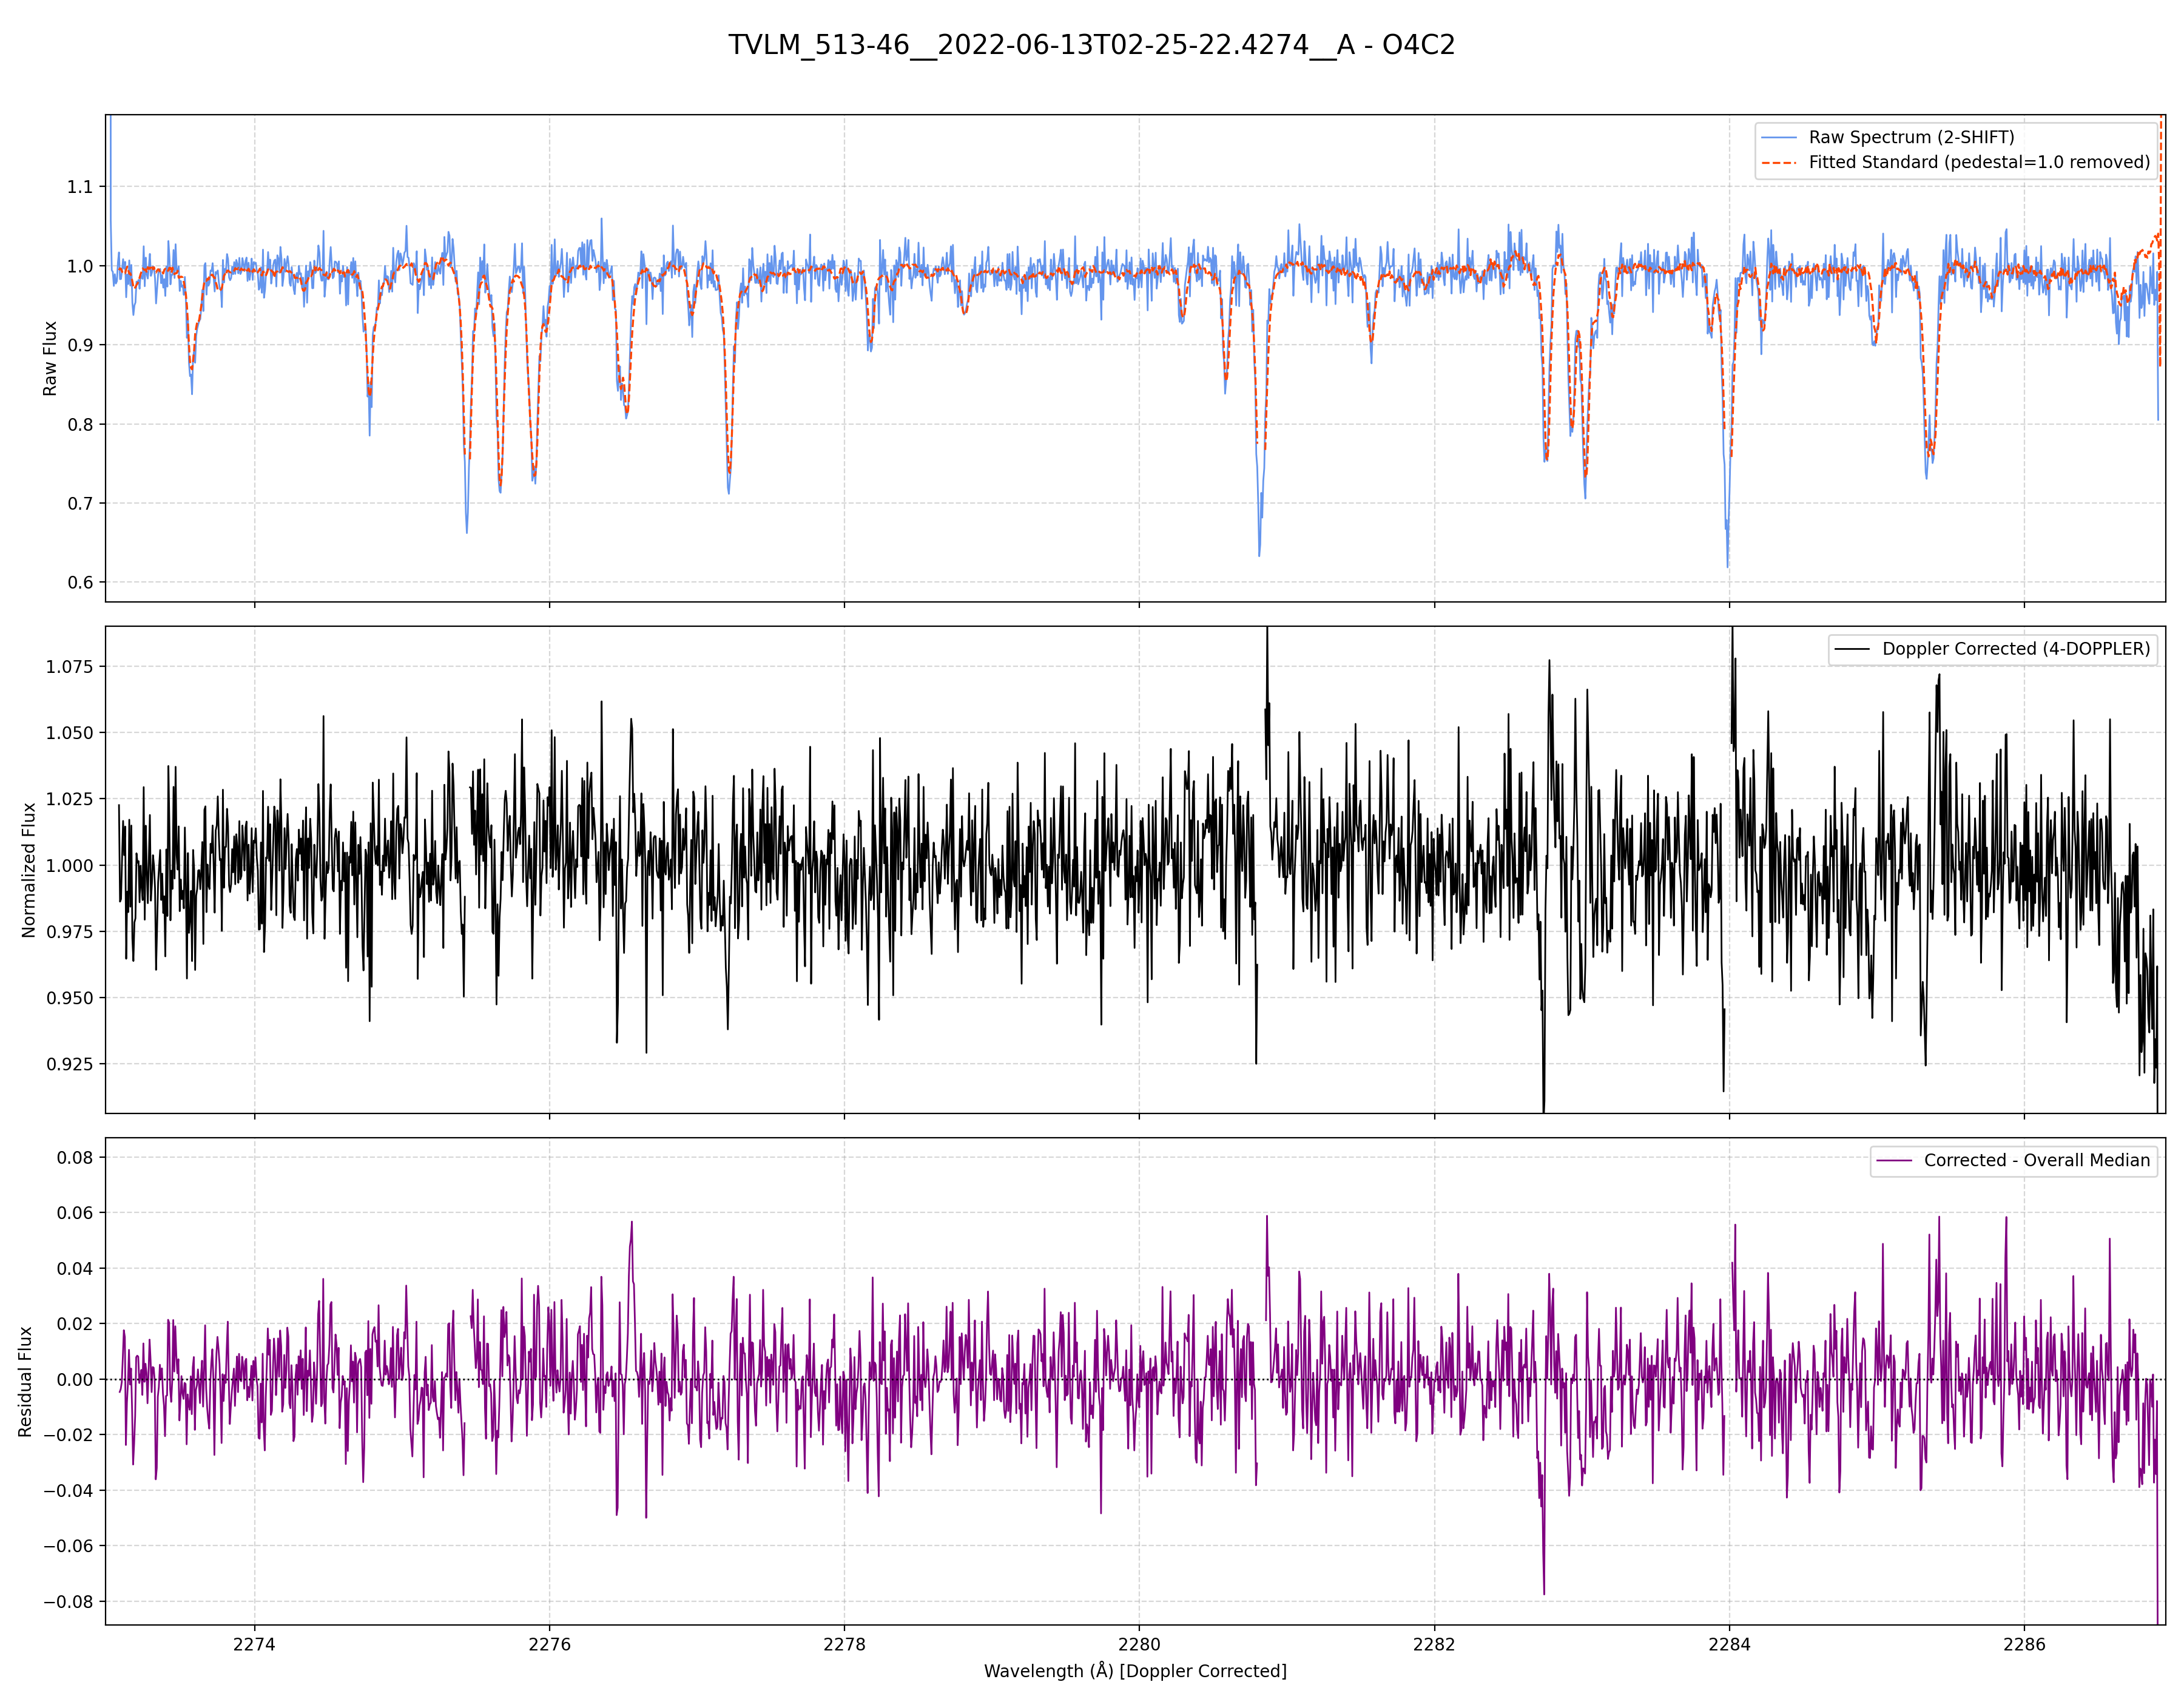 TVLM_513-46__2022-06-13T02-25-22.4274__A - O4C2
Raw Spectrum (2-SHIFT)
Fitted Standard (pedestal=1.0 removed)
Raw Flux
1.1
1.0
0.9
0.8
0.7
0.6
Doppler Corrected (4-DOPPLER)
Normalized Flux
1.075
1.050
1.025
1.000
0.975
0.950
0.925
Corrected - Overall Median
Residual Flux
0.08
0.06
0.04
0.02
0.00
−0.02
−0.04
−0.06
−0.08
2274 2276 2278 2280 2282 2284 2286
Wavelength (Å) [Doppler Corrected]